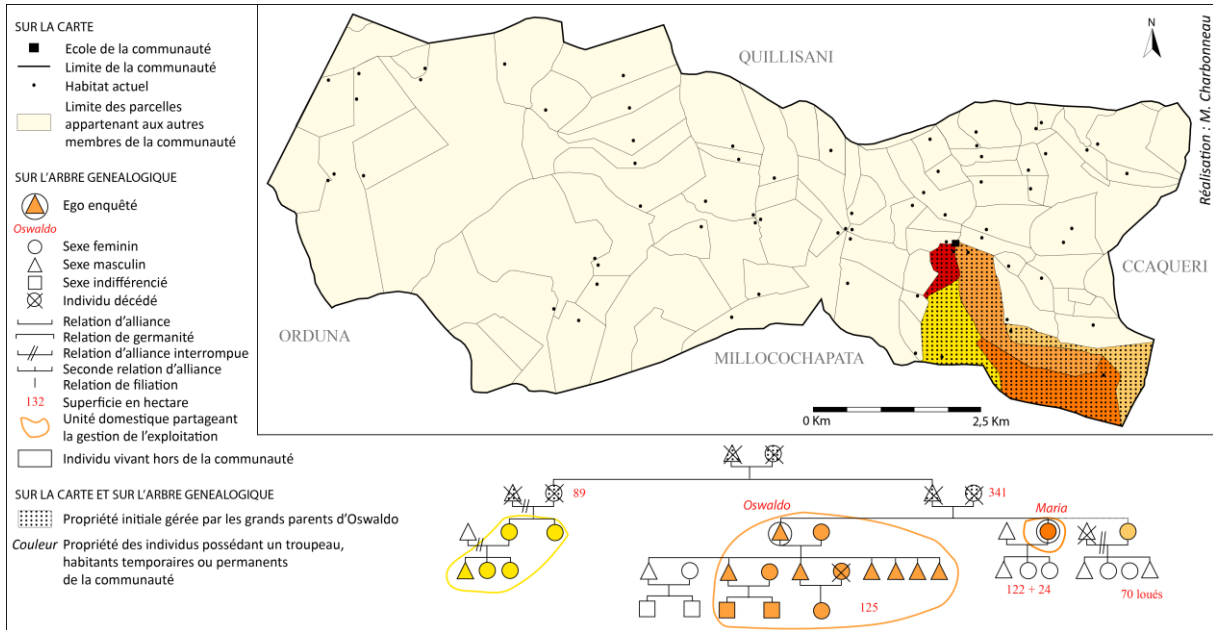 SUR LA CARTE
Ecole de la communauté
Limite de la communauté
Habitat actuel
Limite des parcelles
appartenant aux autres
membres de la communauté
SUR L'ARBRE GENEALOGIQUE
Ego enquêté
Oswaldo
Sexe feminin
Sexe masculin
Sexe indifférencié
Individu décédé
Relation d'alliance
Relation de germanité
Relation d'alliance interrompue
Seconde relation d'alliance
Relation de filiation
132 Superficie en hectare
Unité domestique partageant
la gestion de l'exploitation
Individu vivant hors de la communauté
SUR LA CARTE ET SUR L'ARBRE GENEALOGIQUE
Propriété initiale gérée par les grands parents d'Oswaldo
Couleur Propriété des individus possédant un troupeau,
habitants temporaires ou permanents
de la communauté
QUILLISANI
N
Réalisation : M. Charbonneau
CCAQUERI
ORDUNA
MILLOCOCHAPATA
0 Km 2,5 Km
89
341
Oswaldo
Maria
125
122 + 24
70 loués